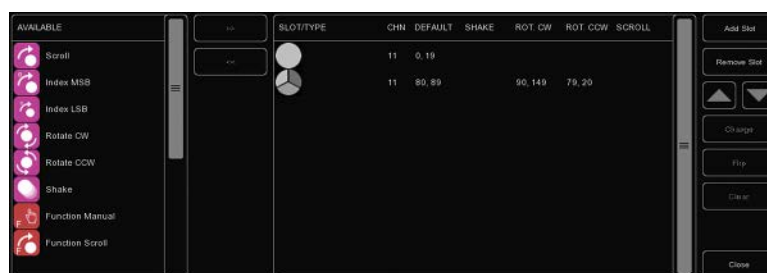 AVAILABLE >> SLOT/TYPE CHN DEFAULT SHAKE ROT. CW ROT. CCW SCROLL Add Slot
Scroll << 11 0, 19 Remove Slot
Index MSB 11 80, 89 90, 149 79, 20
Index LSB
Rotate CW Change
Rotate CCW Flip
Shake Clear
F Function Manual
F Function Scroll
Close